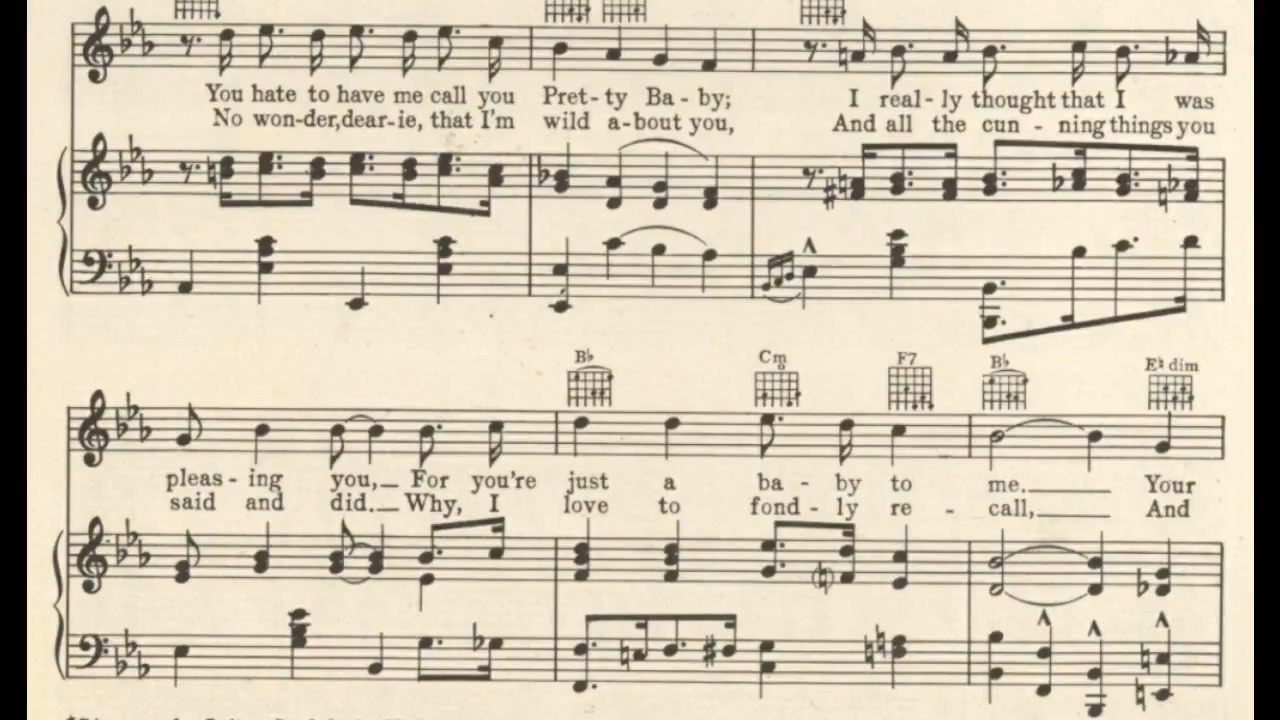 You hate to have me call you Pret-ty Ba-by; I real-ly thought that I was
No won-der, dear-ie, that I'm wild a-bout you, And all the cun-ning things you
B♭ Cm F7 B♭ E♮ dim
pleas-ing you, For you're just a ba-by to me. Your
said and did. Why, I love to fond-ly re-call, And